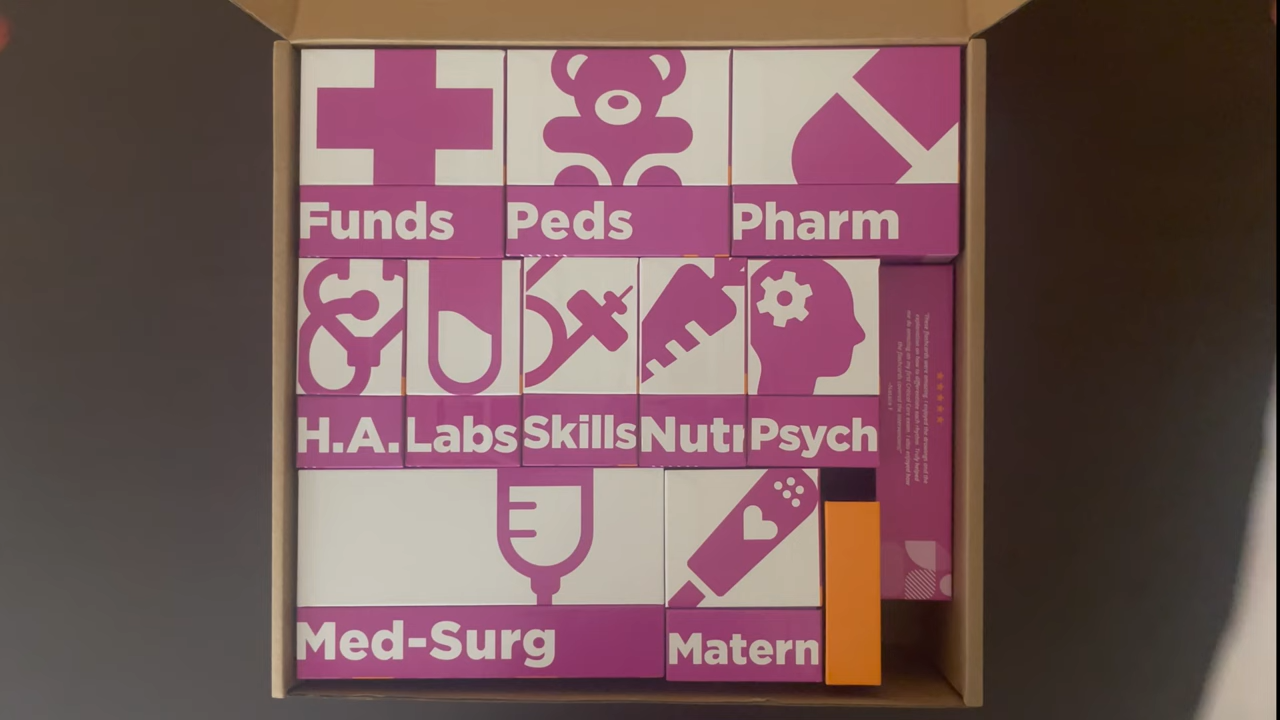 Funds
Peds
Pharm
H.A.
Labs
Skills
Nutr
Psych
Med-Surg
Matern